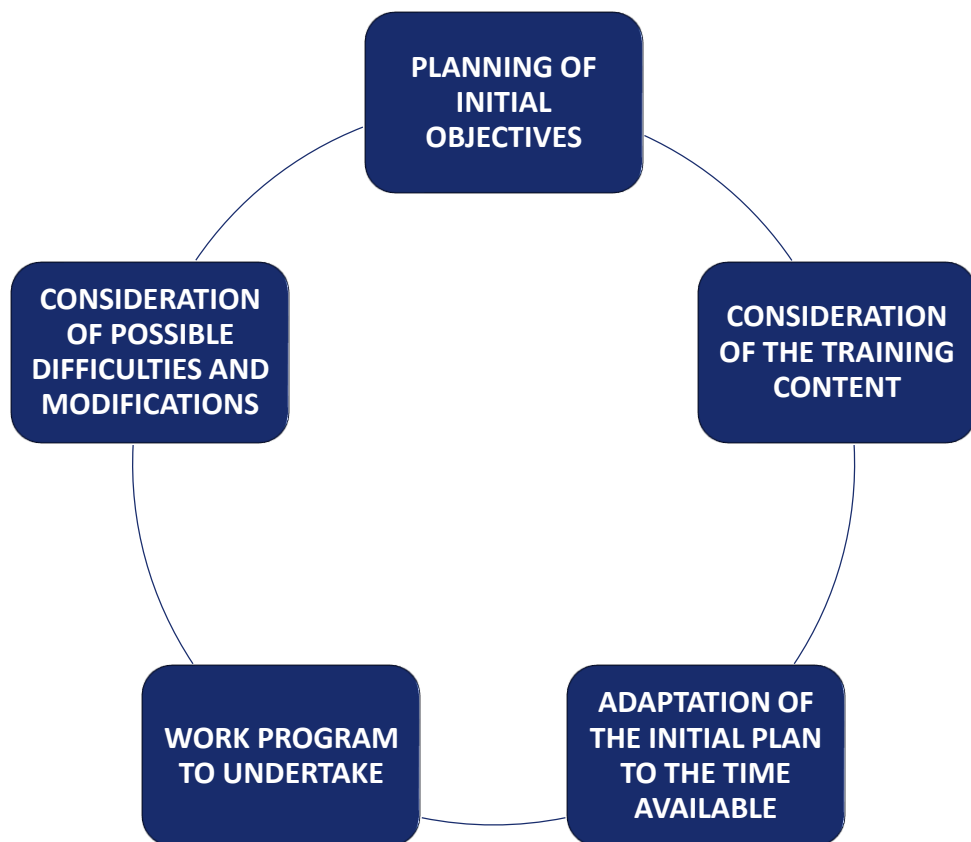 PLANNING OF
INITIAL
OBJECTIVES
CONSIDERATION
OF THE TRAINING
CONTENT
ADAPTATION OF
THE INITIAL PLAN
TO THE TIME
AVAILABLE
WORK PROGRAM
TO UNDERTAKE
CONSIDERATION
OF POSSIBLE
DIFFICULTIES AND
MODIFICATIONS